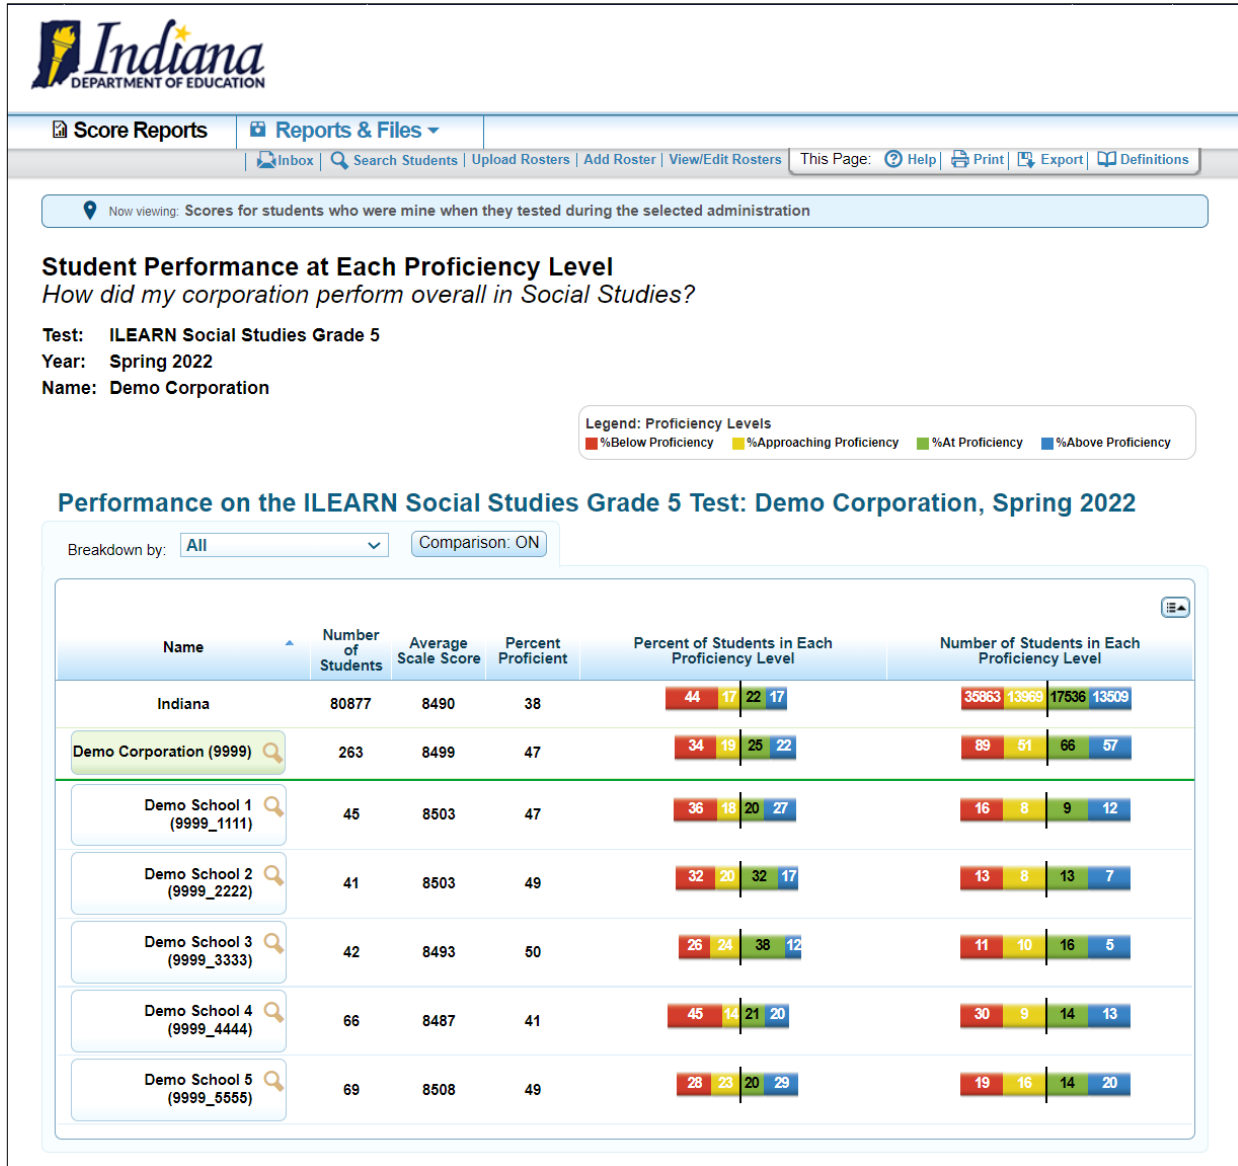 Indiana
DEPARTMENT OF EDUCATION
Score Reports
Reports & Files
Inbox | Search Students | Upload Rosters | Add Roster | View/Edit Rosters
This Page: Help | Print | Export | Definitions
Now viewing: Scores for students who were mine when they tested during the selected administration
Student Performance at Each Proficiency Level
How did my corporation perform overall in Social Studies?
Test: ILEARN Social Studies Grade 5
Year: Spring 2022
Name: Demo Corporation
Legend: Proficiency Levels
%Below Proficiency %Approaching Proficiency %At Proficiency %Above Proficiency
Performance on the ILEARN Social Studies Grade 5 Test: Demo Corporation, Spring 2022
Breakdown by: All
Comparison: ON
Name
Number of Students
Average Scale Score
Percent Proficient
Percent of Students in Each Proficiency Level
Number of Students in Each Proficiency Level
Indiana 80877 8490 38 44 17 22 17 35863 13969 17536 13509
Demo Corporation (9999) 263 8499 47 34 19 25 22 89 51 66 57
Demo School 1 (9999_1111) 45 8503 47 36 18 20 27 16 8 9 12
Demo School 2 (9999_2222) 41 8503 49 32 20 32 17 13 8 13 7
Demo School 3 (9999_3333) 42 8493 50 26 24 38 12 11 10 16 5
Demo School 4 (9999_4444) 66 8487 41 45 14 21 20 30 9 14 13
Demo School 5 (9999_5555) 69 8508 49 28 23 20 29 19 16 14 20